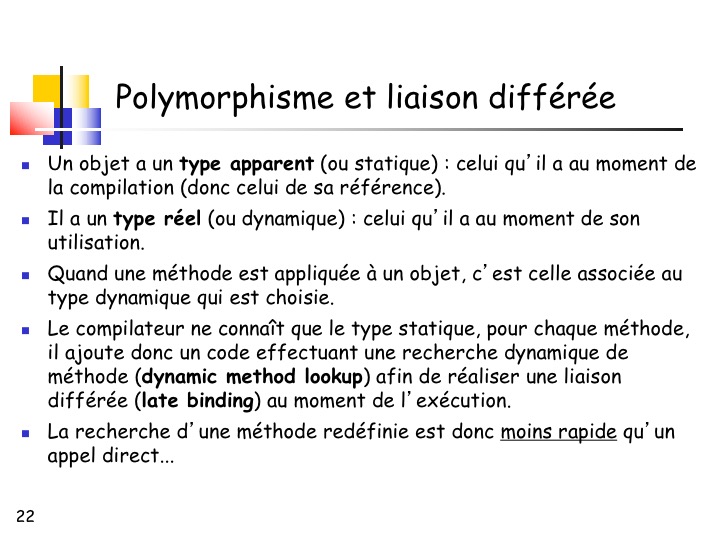 Polymorphisme et liaison différée
Un objet a un type apparent (ou statique) : celui qu’il a au moment de
la compilation (donc celui de sa référence).
Il a un type réel (ou dynamique) : celui qu’il a au moment de son
utilisation.
Quand une méthode est appliquée à un objet, c’est celle associée au
type dynamique qui est choisie.
Le compilateur ne connaît que le type statique, pour chaque méthode,
il ajoute donc un code effectuant une recherche dynamique de
méthode (dynamic method lookup) afin de réaliser une liaison
différée (late binding) au moment de l’exécution.
La recherche d’une méthode redéfinie est donc moins rapide qu’un
appel direct...
22